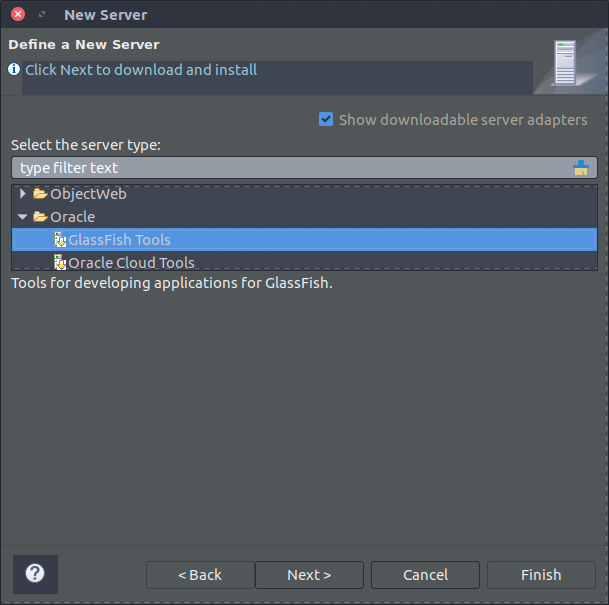 New Server
Define a New Server
Click Next to download and install
Show downloadable server adapters
Select the server type:
type filter text
ObjectWeb
Oracle
GlassFish Tools
Oracle Cloud Tools
Tools for developing applications for GlassFish.
? < Back Next > Cancel Finish